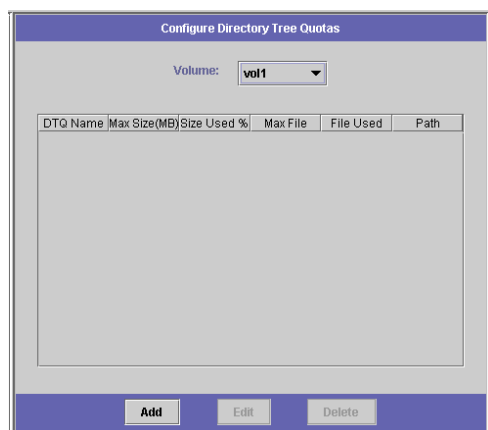 Configure Directory Tree Quotas
Volume: vol1
DTQ Name Max Size(MB) Size Used % Max File File Used Path
Add Edit Delete